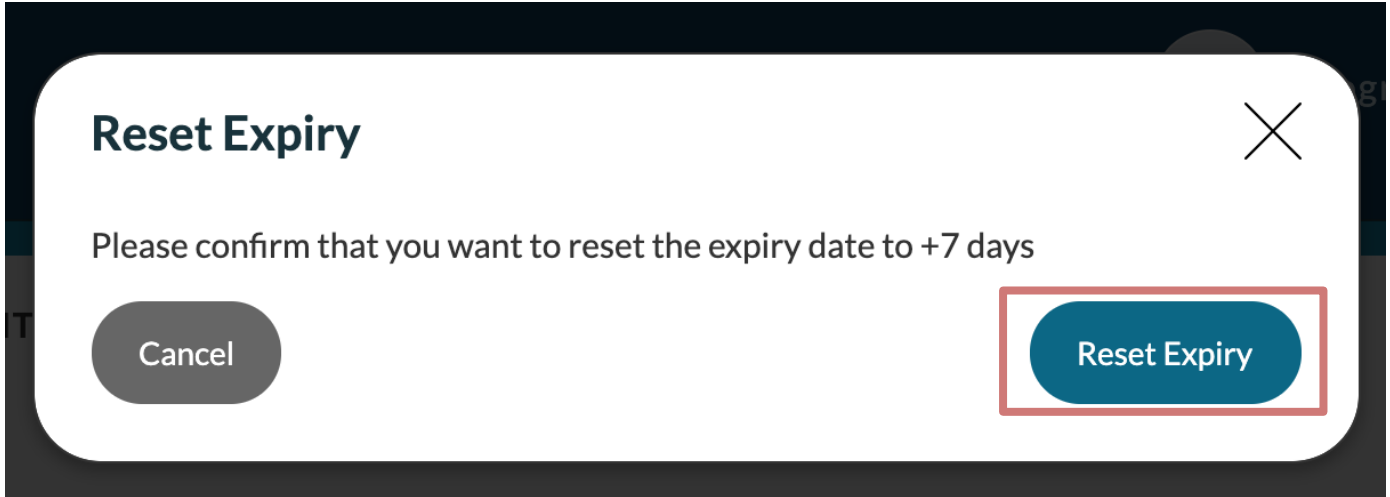 Reset Expiry
Please confirm that you want to reset the expiry date to +7 days
Cancel
Reset Expiry